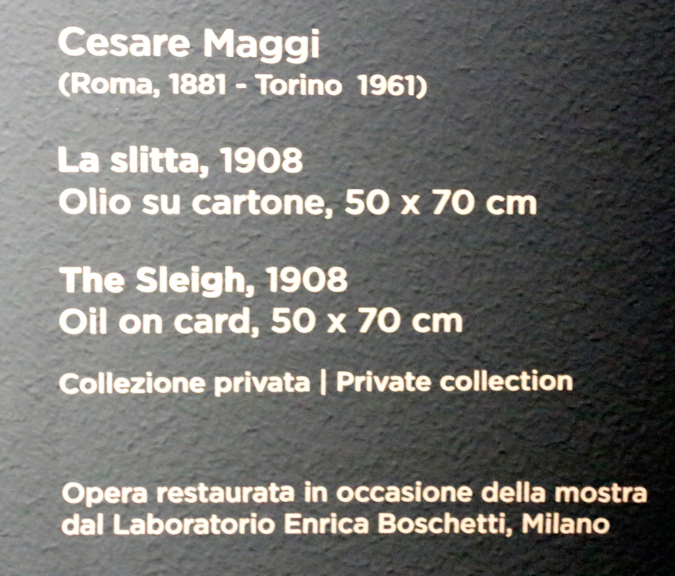 Cesare Maggi
(Roma, 1881 - Torino 1961)
La slitta, 1908
Olio su cartone, 50 x 70 cm
The Sleigh, 1908
Oil on card, 50 x 70 cm
Collezione privata | Private collection
Opera restaurata in occasione della mostra
dal Laboratorio Enrica Boschetti, Milano